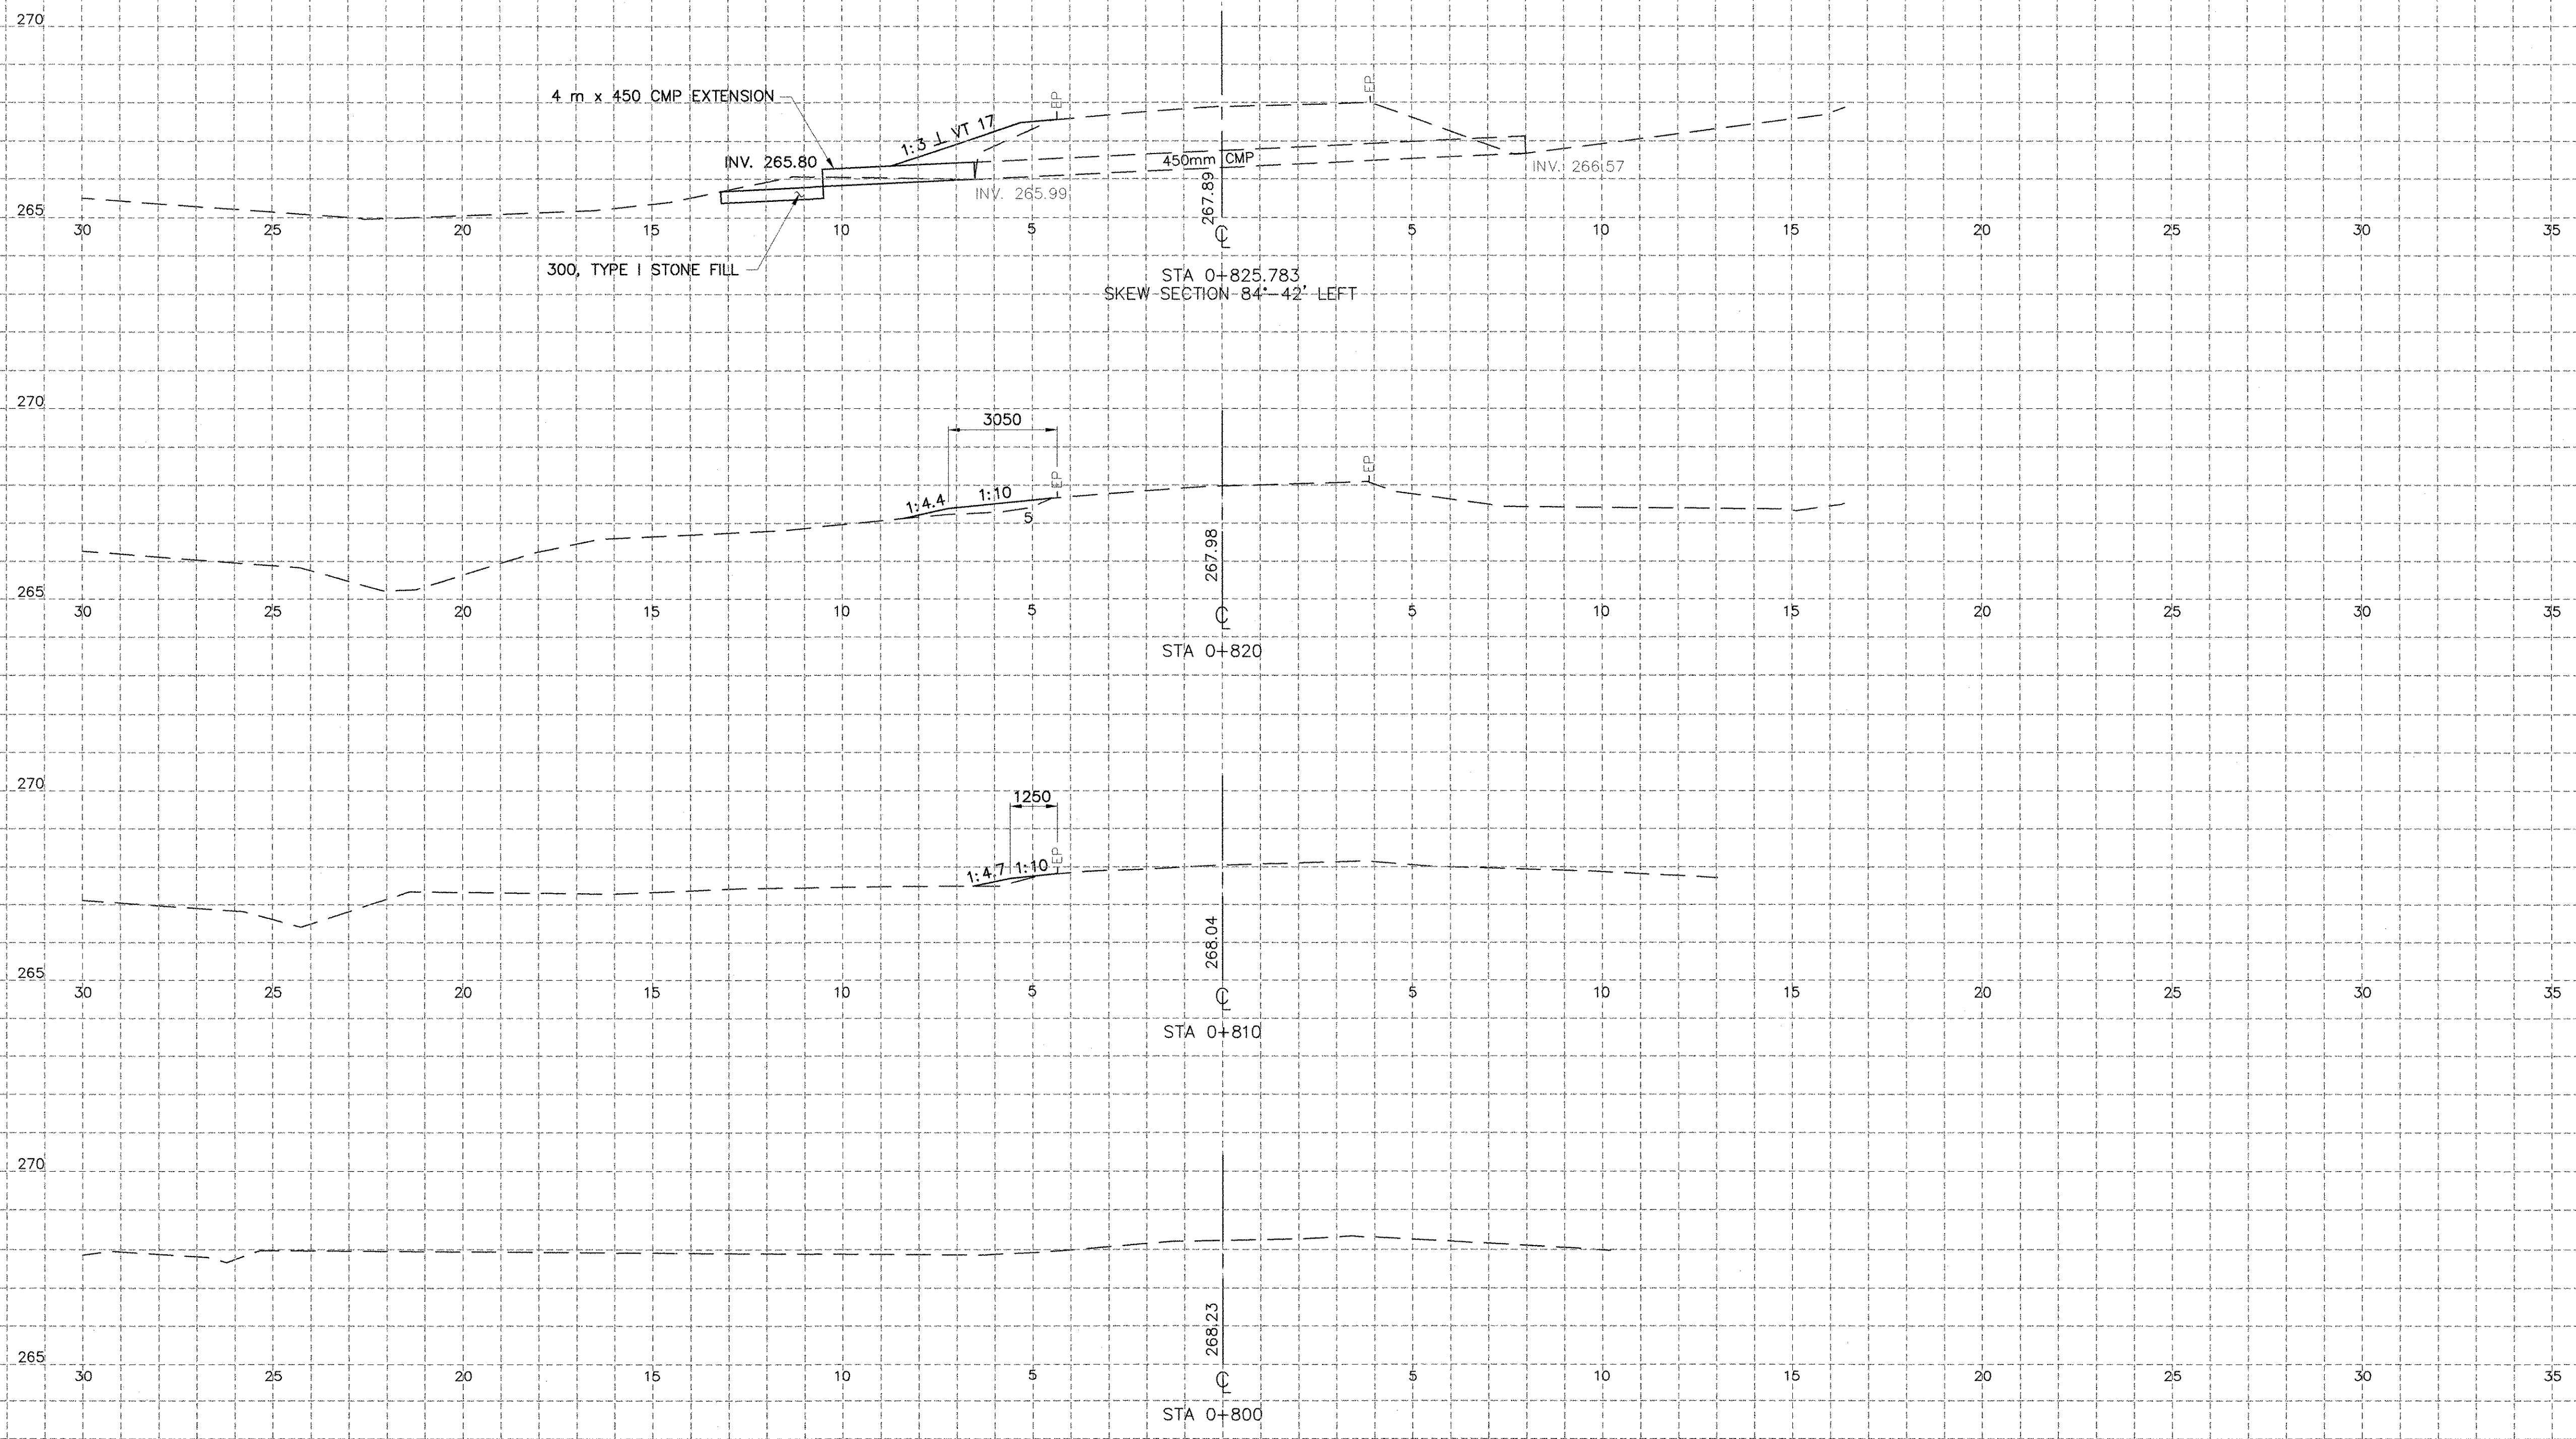 270
4 m x 450 CMP EXTENSION
EP
EP
1:3 ⊥ VT 17
INV. 265.80
450mm CMP
INV. 266.57
INV. 265.99
267.89
265
30 25 20 15 10 5 ℄ 5 10 15 20 25 30 35
300, TYPE I STONE FILL
STA 0+825.783
SKEW SECTION 84°-42' LEFT
270
3050
EP
EP
1:4.4 1:10
5
267.98
265
30 25 20 15 10 5 ℄ 5 10 15 20 25 30 35
STA 0+820
270
1250
EP
1:4.7 1:10
268.04
265
30 25 20 15 10 5 ℄ 5 10 15 20 25 30 35
STA 0+810
270
268.23
265
30 25 20 15 10 5 ℄ 5 10 15 20 25 30 35
STA 0+800